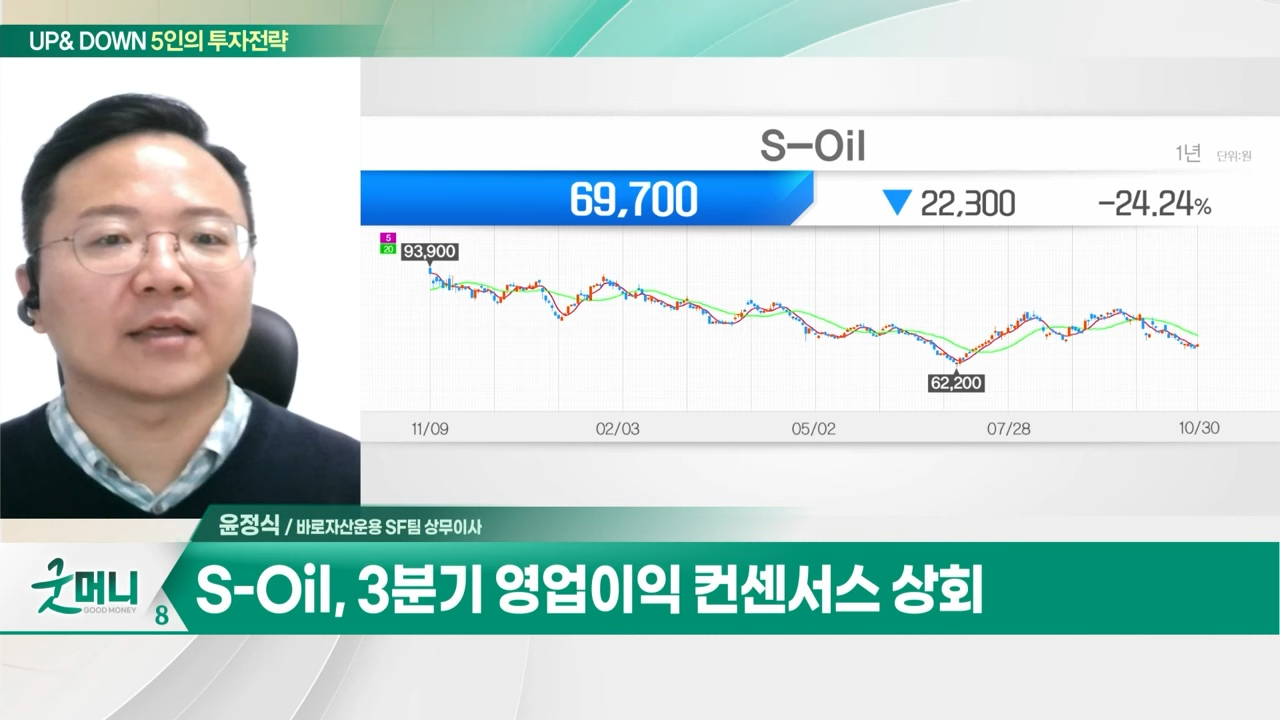 UP& DOWN 5인의 투자전략
S-Oil
1년 단위:원
69,700 ▼ 22,300 -24.24%
5
20
93,900
62,200
11/09 02/03 05/02 07/28 10/30
윤정식 / 바로자산운용 SF팀 상무이사
굿머니
GOOD MONEY
8
S-Oil, 3분기 영업이익 컨센서스 상회